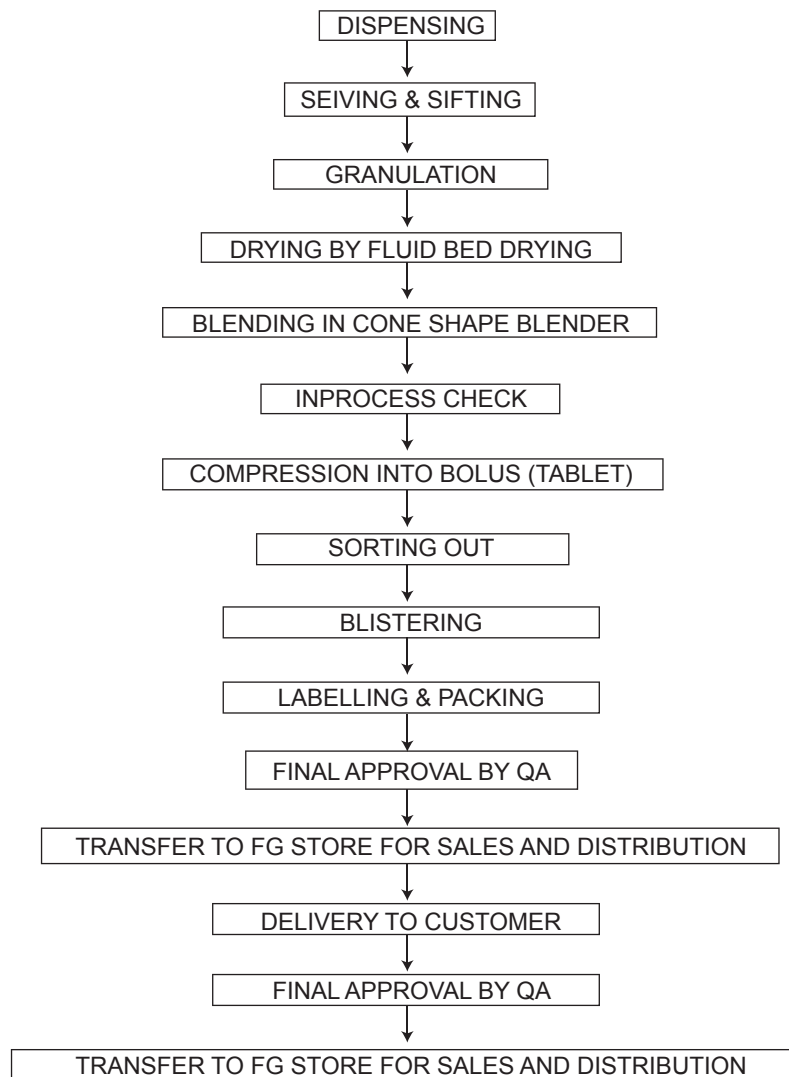 DISPENSING
SEIVING & SIFTING
GRANULATION
DRYING BY FLUID BED DRYING
BLENDING IN CONE SHAPE BLENDER
INPROCESS CHECK
COMPRESSION INTO BOLUS (TABLET)
SORTING OUT
BLISTERING
LABELLING & PACKING
FINAL APPROVAL BY QA
TRANSFER TO FG STORE FOR SALES AND DISTRIBUTION
DELIVERY TO CUSTOMER
FINAL APPROVAL BY QA
TRANSFER TO FG STORE FOR SALES AND DISTRIBUTION